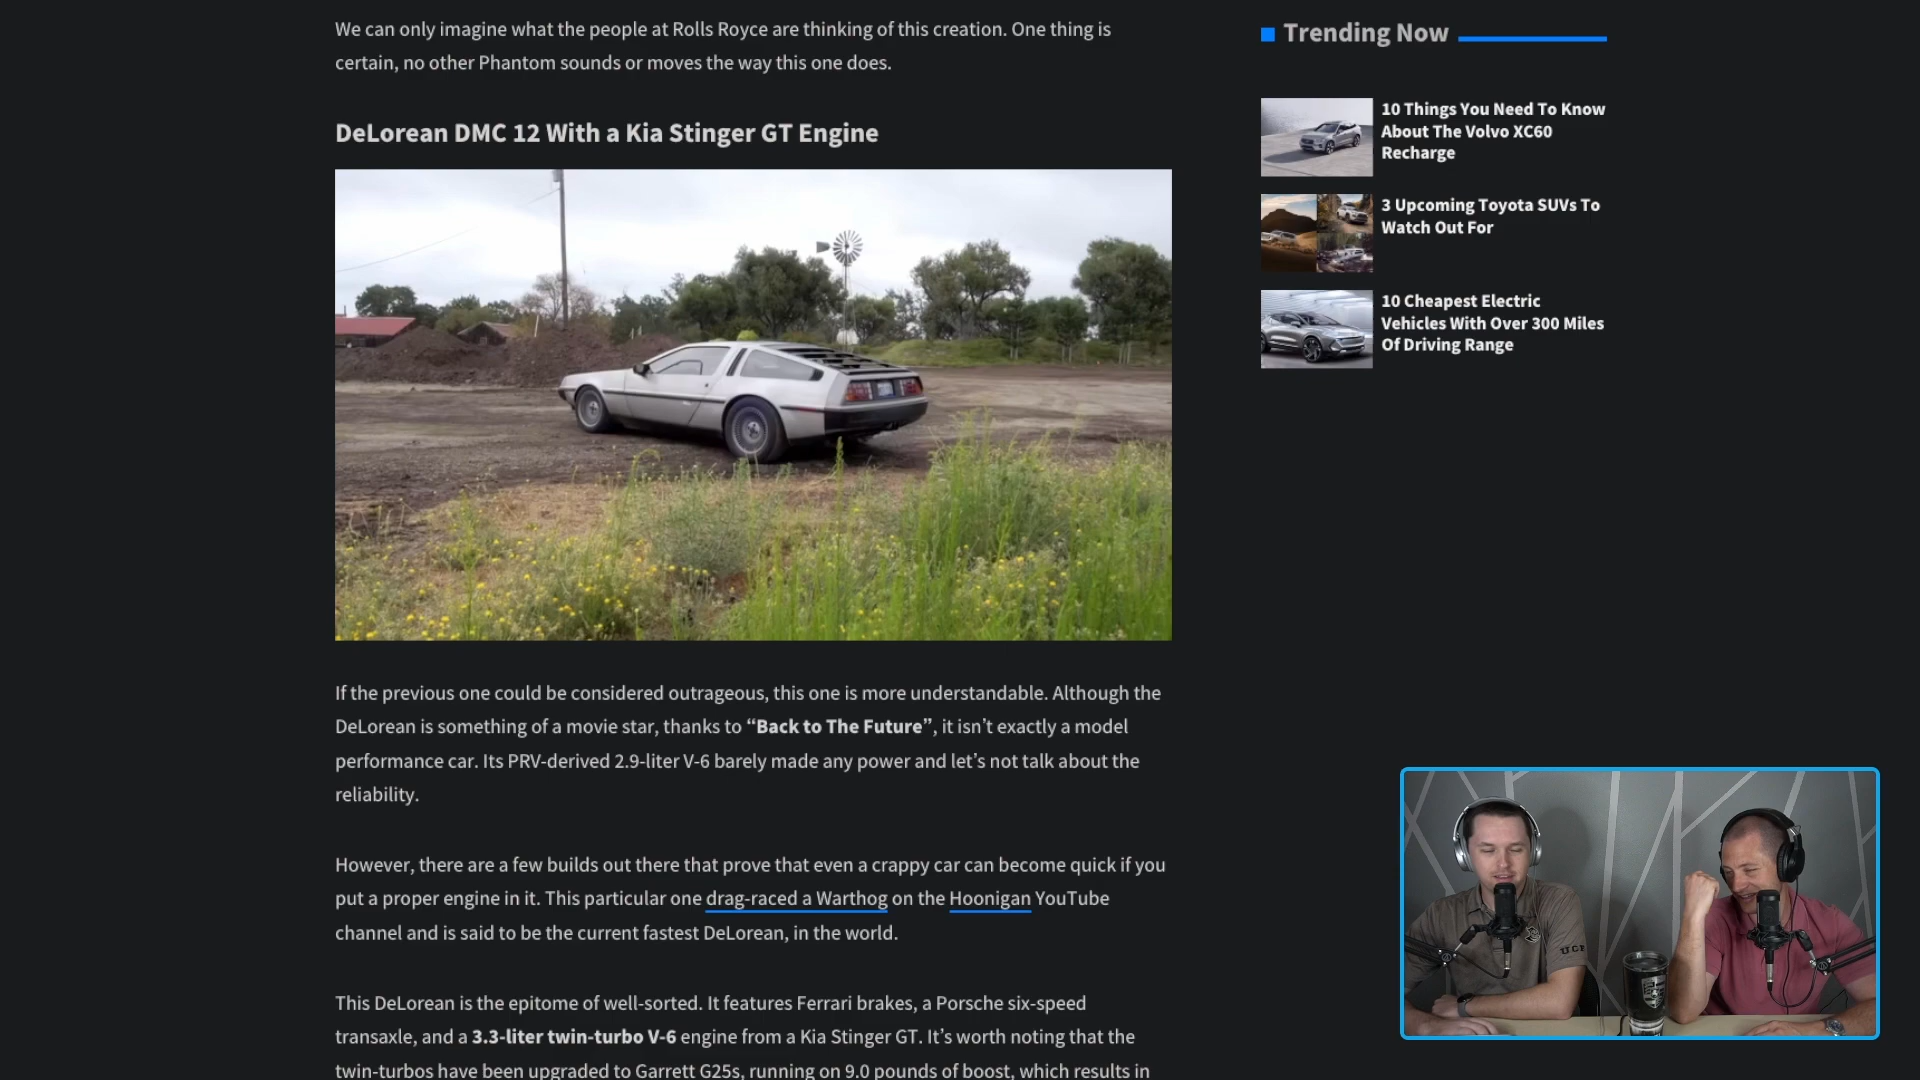 We can only imagine what the people at Rolls Royce are thinking of this creation. One thing is
certain, no other Phantom sounds or moves the way this one does.
DeLorean DMC 12 With a Kia Stinger GT Engine
If the previous one could be considered outrageous, this one is more understandable. Although the
DeLorean is something of a movie star, thanks to “Back to The Future”, it isn’t exactly a model
performance car. Its PRV-derived 2.9-liter V-6 barely made any power and let’s not talk about the
reliability.
However, there are a few builds out there that prove that even a crappy car can become quick if you
put a proper engine in it. This particular one drag-raced a Warthog on the Hoonigan YouTube
channel and is said to be the current fastest DeLorean, in the world.
This DeLorean is the epitome of well-sorted. It features Ferrari brakes, a Porsche six-speed
transaxle, and a 3.3-liter twin-turbo V-6 engine from a Kia Stinger GT. It’s worth noting that the
twin-turbos have been upgraded to Garrett G25s, running on 9.0 pounds of boost, which results in
Trending Now
10 Things You Need To Know
About The Volvo XC60
Recharge
3 Upcoming Toyota SUVs To
Watch Out For
10 Cheapest Electric
Vehicles With Over 300 Miles
Of Driving Range
UCF